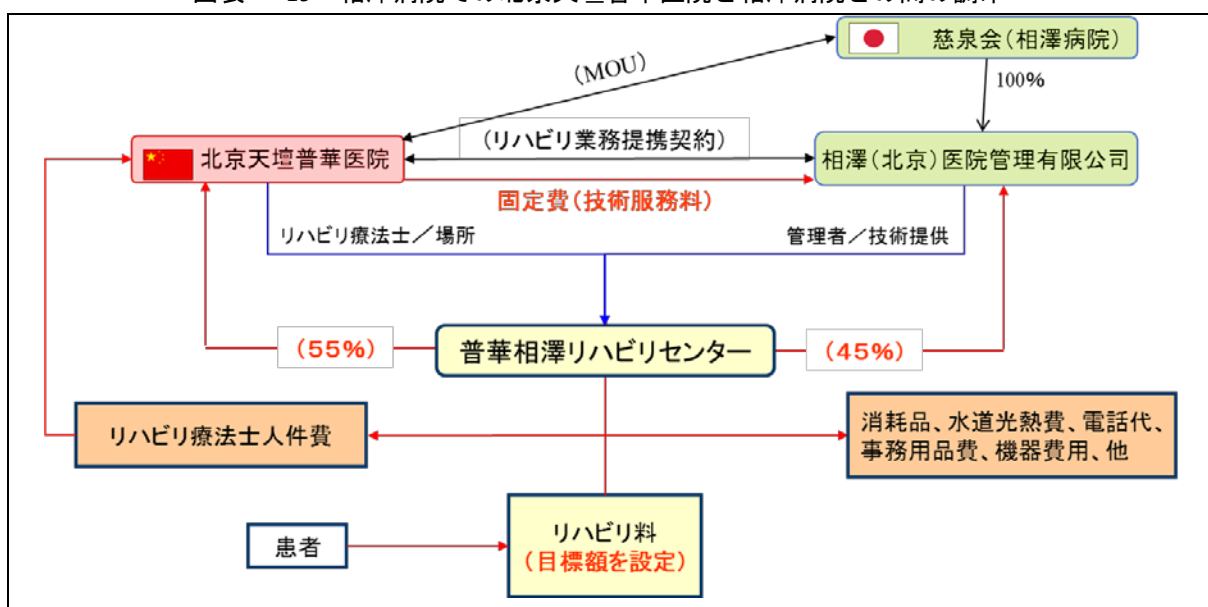 慈泉会(相澤病院)
(MOU)
100%
北京天壇普華医院
(リハビリ業務提携契約)
相澤(北京)医院管理有限公司
固定費(技術服務料)
リハビリ療法士/場所
管理者/技術提供
(55%)
普華相澤リハビリセンター
(45%)
リハビリ療法士人件費
消耗品、水道光熱費、電話代、
事務用品費、機器費用、他
患者
リハビリ料
(目標額を設定)